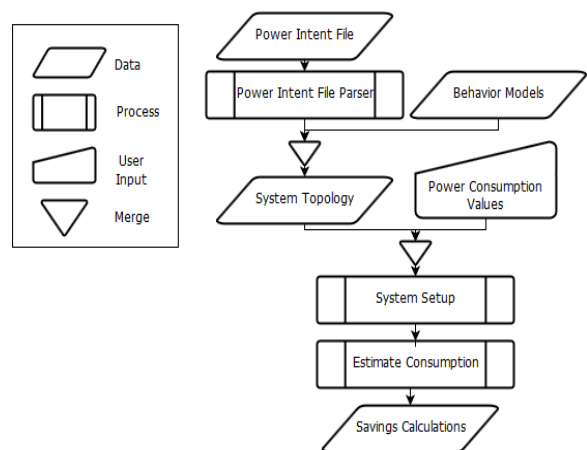 Data
Process
User
Input
Merge
Power Intent File
Power Intent File Parser
Behavior Models
System Topology
Power Consumption
Values
System Setup
Estimate Consumption
Savings Calculations